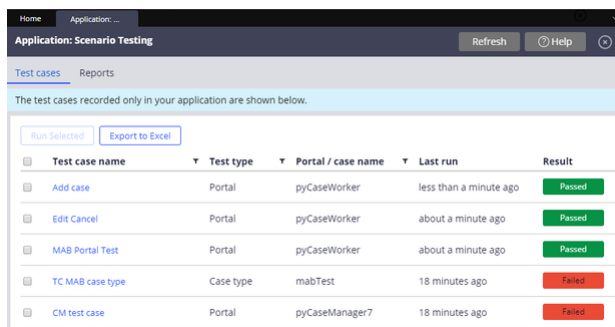 Home Application: ...
Application: Scenario Testing Refresh Help
Test cases Reports
The test cases recorded only in your application are shown below.
Run Selected Export to Excel
Test case name Test type Portal / case name Last run Result
Add case Portal pyCaseWorker less than a minute ago Passed
Edit Cancel Portal pyCaseWorker about a minute ago Passed
MAB Portal Test Portal pyCaseWorker about a minute ago Passed
TC MAB case type Case type mabTest 18 minutes ago Failed
CM test case Portal pyCaseManager7 18 minutes ago Failed